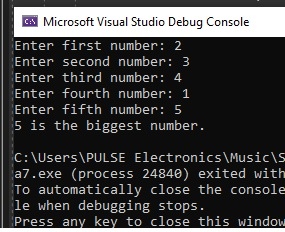 Microsoft Visual Studio Debug Console
Enter first number: 2
Enter second number: 3
Enter third number: 4
Enter fourth number: 1
Enter fifth number: 5
5 is the biggest number.
C:\Users\PULSE Electronics\Music\S
a7.exe (process 24840) exited with
To automatically close the console
le when debugging stops.
Press any key to close this window